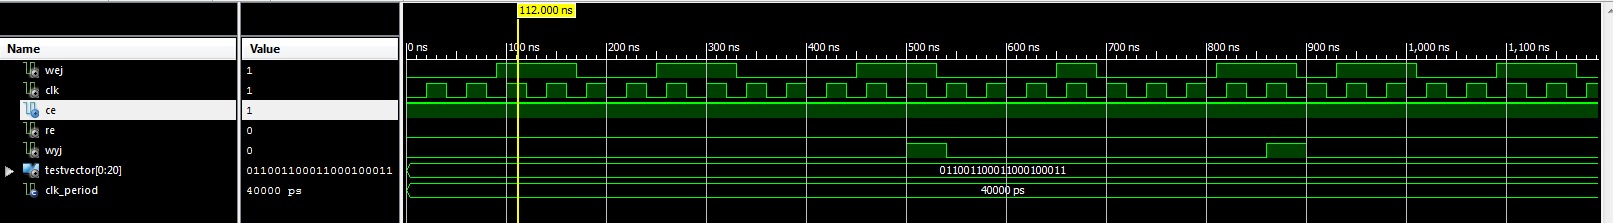 112.000 ns
Name Value
0 ns 100 ns 200 ns 300 ns 400 ns 500 ns 600 ns 700 ns 800 ns 900 ns 1,000 ns 1,100 ns
wej 1
clk 1
ce 1
re 0
wyj 0
testvector[0:20] 011001100011000100011 011001100011000100011
clk_period 40000 ps 40000 ps